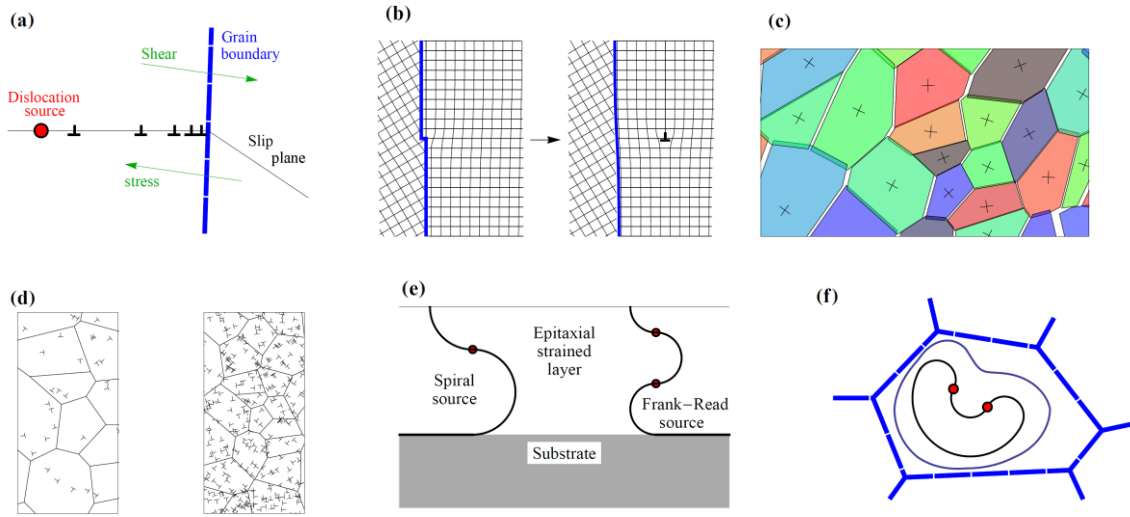 (a)
Shear
Grain
boundary
Dislocation
source
Slip
plane
stress
(b)
(c)
(d)
(e)
Epitaxial
strained
layer
Spiral
source
Frank−Read
source
Substrate
(f)